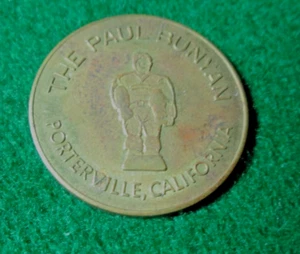 THE PAUL BUNYAN
PORTERVILLE, CALIFORNIA